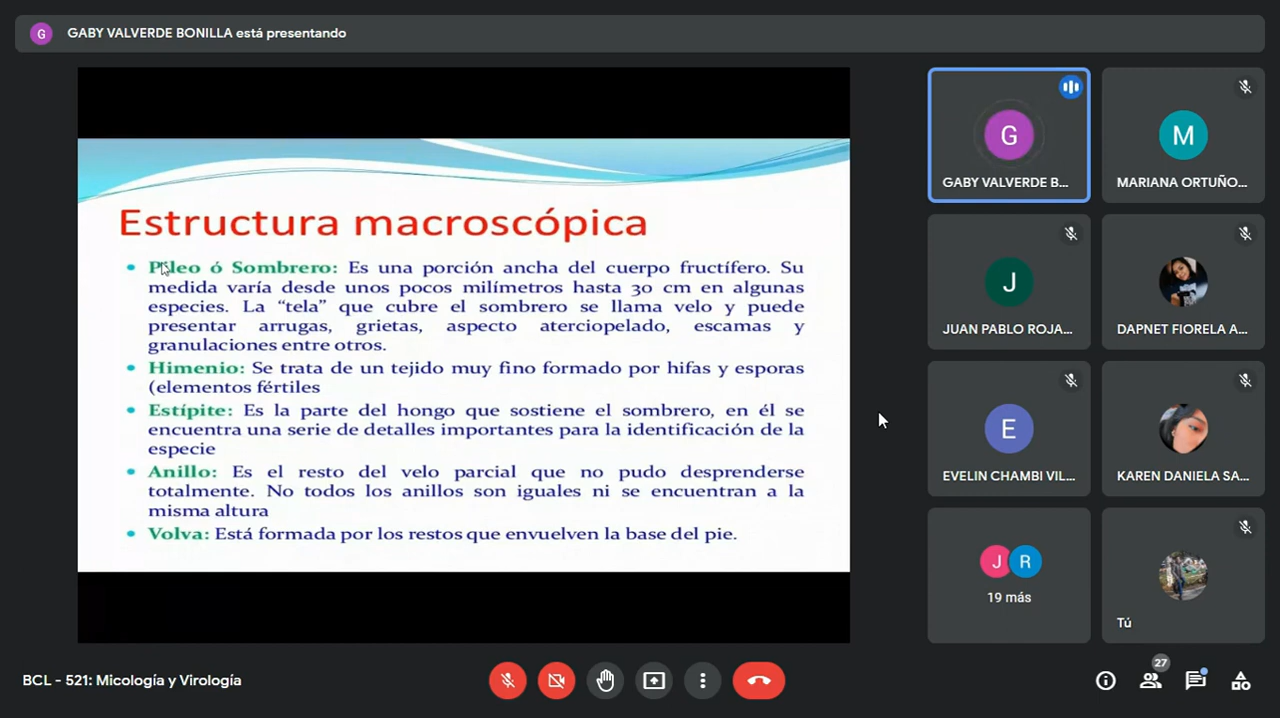 G GABY VALVERDE BONILLA está presentando
Estructura macroscópica
• Pileo ó Sombrero: Es una porción ancha del cuerpo fructífero. Su
medida varía desde unos pocos milímetros hasta 30 cm en algunas
especies. La “tela” que cubre el sombrero se llama velo y puede
presentar arrugas, grietas, aspecto aterciopelado, escamas y
granulaciones entre otros.
• Himenio: Se trata de un tejido muy fino formado por hifas y esporas
(elementos fértiles
• Estípite: Es la parte del hongo que sostiene el sombrero, en él se
encuentra una serie de detalles importantes para la identificación de la
especie
• Anillo: Es el resto del velo parcial que no pudo desprenderse
totalmente. No todos los anillos son iguales ni se encuentran a la
misma altura
• Volva: Está formada por los restos que envuelven la base del pie.
G
GABY VALVERDE B...
M
MARIANA ORTUÑO...
J
JUAN PABLO ROJA...
DAPNET FIORELA A...
E
EVELIN CHAMBI VIL...
KAREN DANIELA SA...
J R
19 más
Tú
BCL - 521: Micología y Virología
27